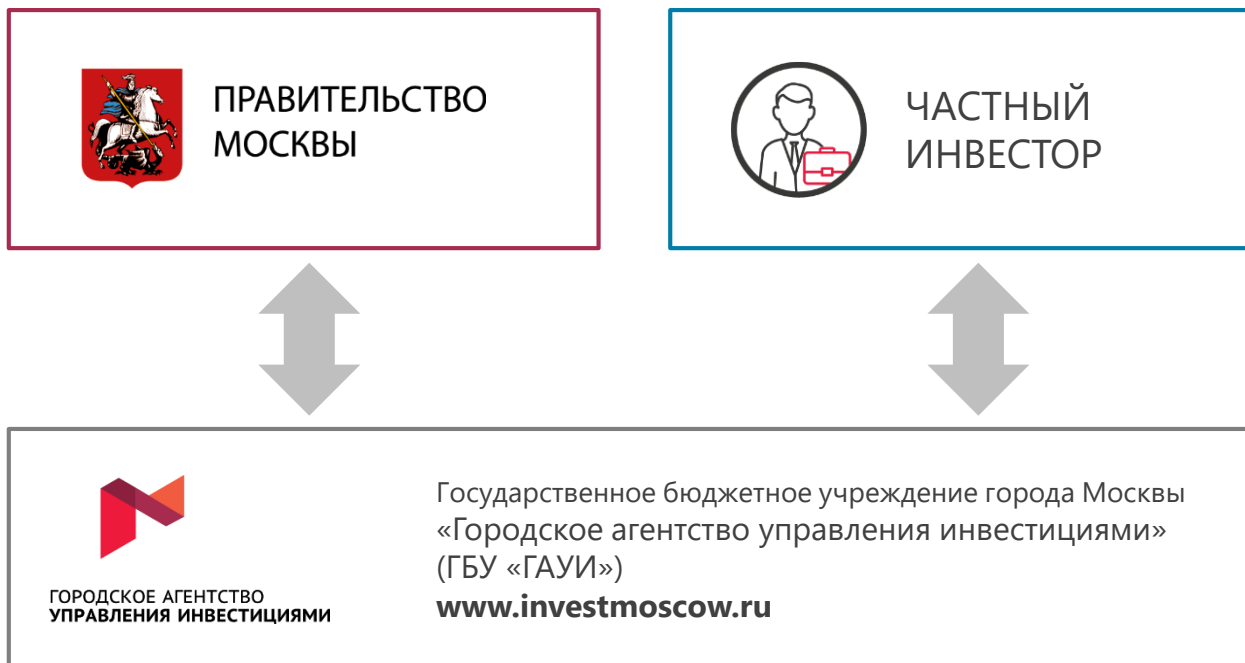 ПРАВИТЕЛЬСТВО
МОСКВЫ
ЧАСТНЫЙ
ИНВЕСТОР
ГОРОДСКОЕ АГЕНТСТВО
УПРАВЛЕНИЯ ИНВЕСТИЦИЯМИ
Государственное бюджетное учреждение города Москвы
«Городское агентство управления инвестициями»
(ГБУ «ГАУИ»)
www.investmoscow.ru